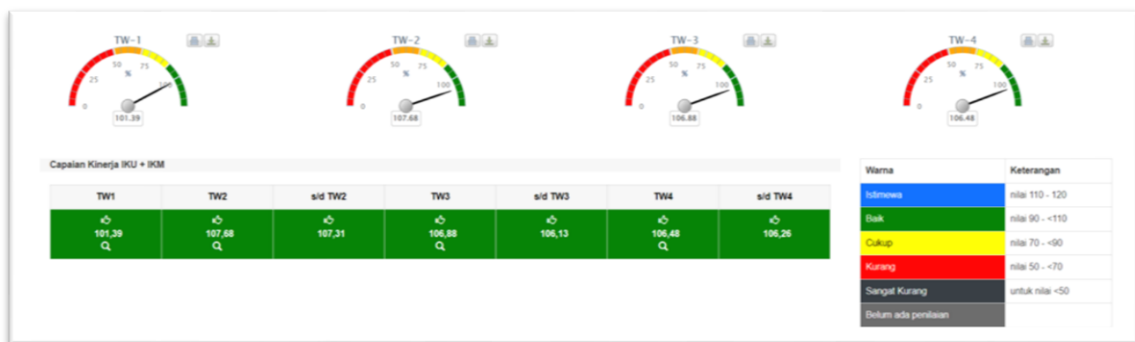 TW-1
TW-2
TW-3
TW-4
0 25 50 75 100
%
101.39
0 25 50 75 100
%
107.68
0 25 50 75 100
%
106.88
0 25 50 75 100
%
106.48
Capaian Kinerja IKU + IKM
TW1 TW2 s/d TW2 TW3 s/d TW3 TW4 s/d TW4
101,39 107,68 107,31 106,88 106,13 106,48 106,26
Warna Keterangan
Istimewa nilai 110 - 120
Baik nilai 90 - <110
Cukup nilai 70 - <90
Kurang nilai 50 - <70
Sangat Kurang untuk nilai <50
Belum ada penilaian